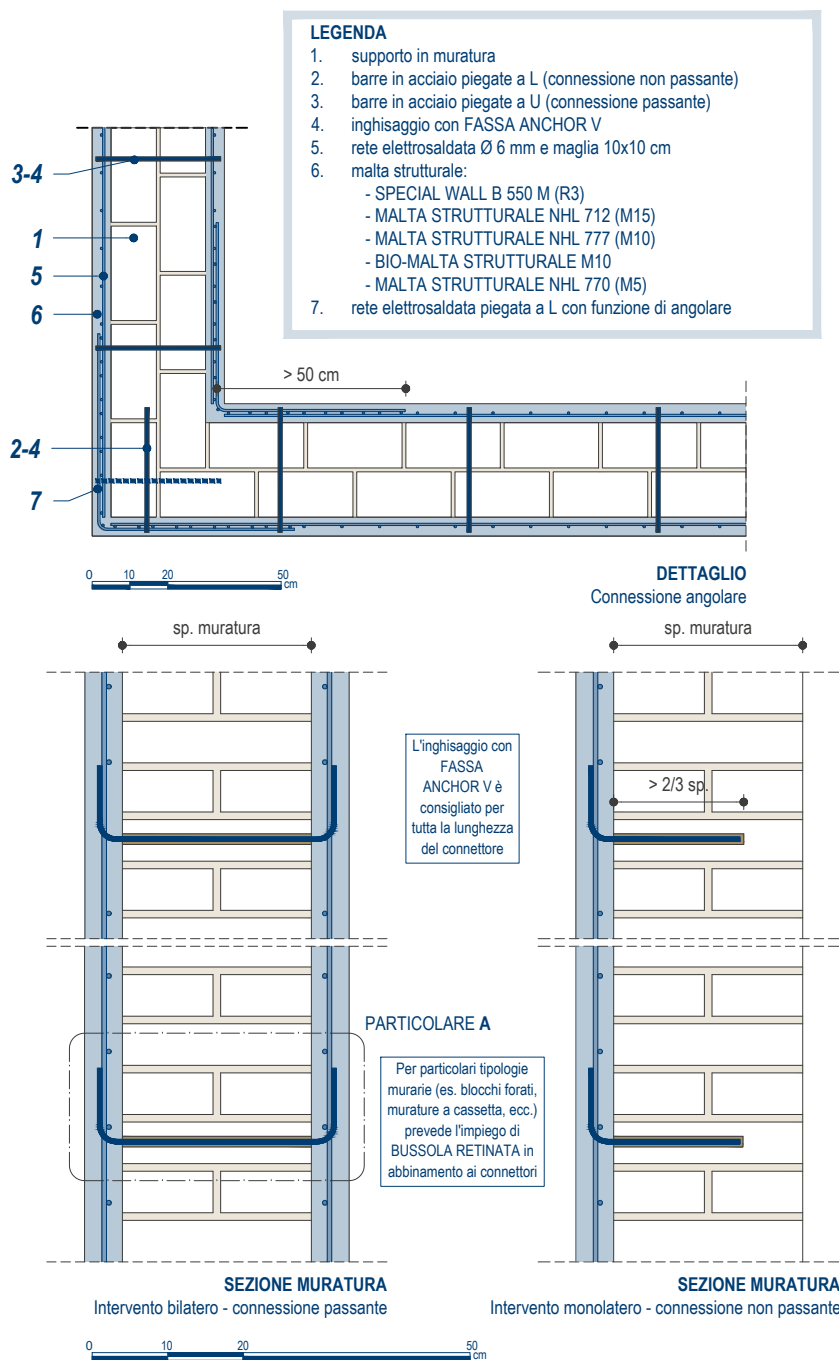 LEGENDA
1. supporto in muratura
2. barre in acciaio piegate a L (connessione non passante)
3. barre in acciaio piegate a U (connessione passante)
4. inghisaggio con FASSA ANCHOR V
5. rete elettrosaldata Ø 6 mm e maglia 10x10 cm
6. malta strutturale:
- SPECIAL WALL B 550 M (R3)
- MALTA STRUTTURALE NHL 712 (M15)
- MALTA STRUTTURALE NHL 777 (M10)
- BIO-MALTA STRUTTURALE M10
- MALTA STRUTTURALE NHL 770 (M5)
7. rete elettrosaldata piegata a L con funzione di angolare
3-4
1
5
6
> 50 cm
2-4
7
0 10 20 50
cm
DETTAGLIO
Connessione angolare
sp. muratura
sp. muratura
L'inghisaggio con
FASSA
ANCHOR V è
consigliato per
tutta la lunghezza
del connettore
> 2/3 sp.
PARTICOLARE A
Per particolari tipologie
murarie (es. blocchi forati,
murature a cassetta, ecc.)
prevede l'impiego di
BUSSOLA RETINATA in
abbinamento ai connettori
SEZIONE MURATURA
Intervento bilatero - connessione passante
SEZIONE MURATURA
Intervento monolatero - connessione non passante
0 10 20 50
cm